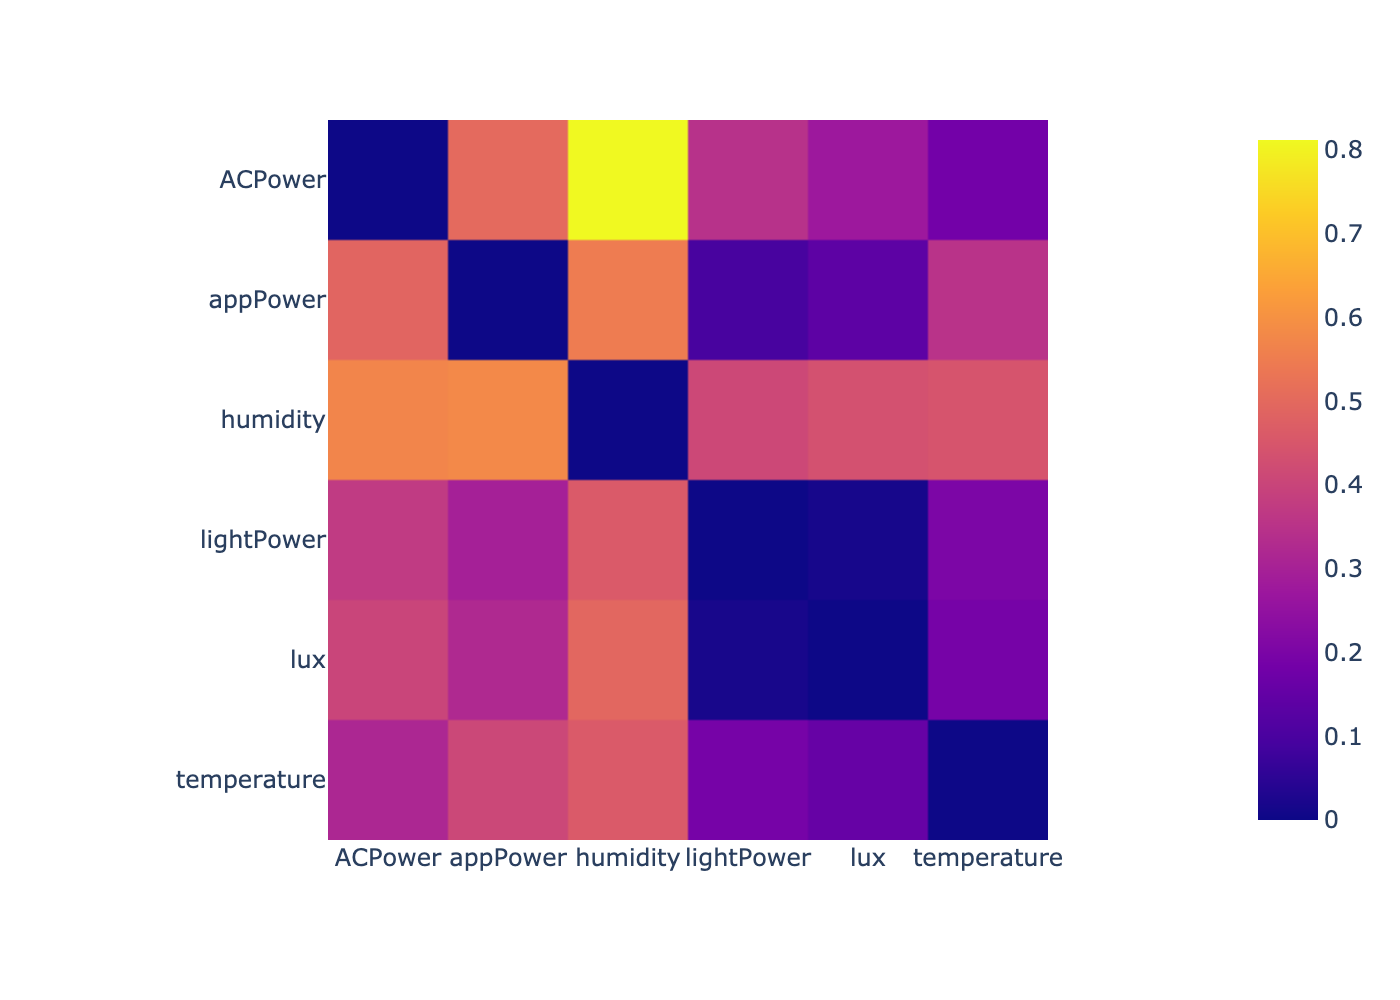 ACPower
appPower
humidity
lightPower
lux
temperature
ACPower appPower humidity lightPower lux temperature
0.8
0.7
0.6
0.5
0.4
0.3
0.2
0.1
0